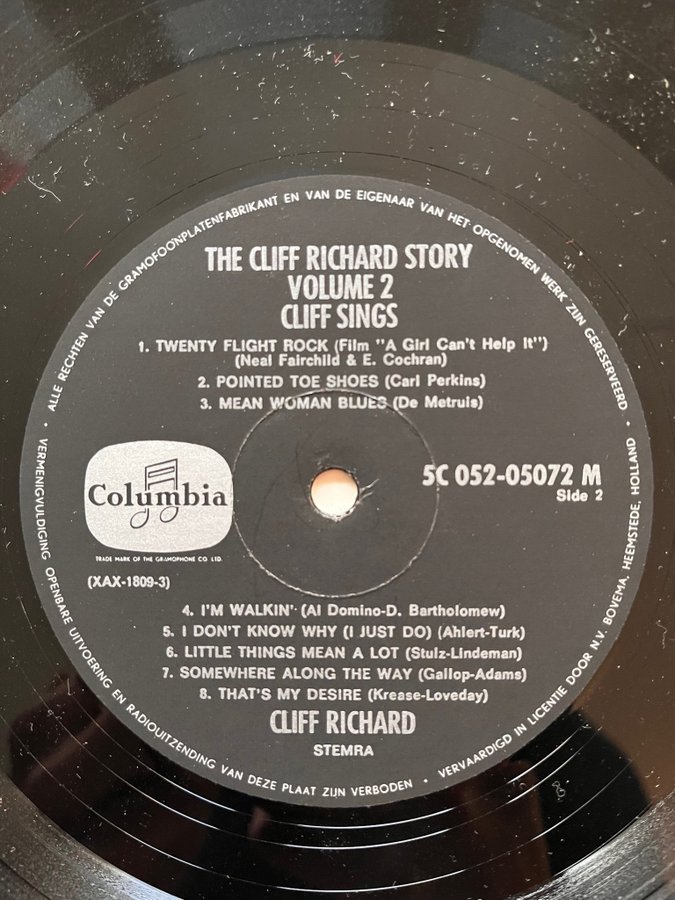 · ALLE RECHTEN VAN DE GRAMOFOONPLATENFABRIKANT EN VAN DE EIGENAAR VAN HET OPGENOMEN WERK ZIJN GERESERVEERD ·
THE CLIFF RICHARD STORY
VOLUME 2
CLIFF SINGS
1. TWENTY FLIGHT ROCK (Film "A Girl Can't Help It")
(Neal Fairchild & E. Cochran)
2. POINTED TOE SHOES (Carl Perkins)
3. MEAN WOMAN BLUES (De Metruis)
Columbia
TRADE MARK OF THE GRAMOPHONE CO. LTD.
(XAX-1809-3)
5C 052-05072 M
Side 2
4. I'M WALKIN' (Al Domino-D. Bartholomew)
5. I DON'T KNOW WHY (I JUST DO) (Ahlert-Turk)
6. LITTLE THINGS MEAN A LOT (Stulz-Lindeman)
7. SOMEWHERE ALONG THE WAY (Gallop-Adams)
8. THAT'S MY DESIRE (Krease-Loveday)
CLIFF RICHARD
STEMRA
VERMENIGVULDIGING OPENBARE UITVOERING EN RADIOUITZENDING VAN DEZE PLAAT ZIJN VERBODEN · VERVAARDIGD IN LICENTIE DOOR N.V. BOVEMA, HEEMSTEDE, HOLLAND